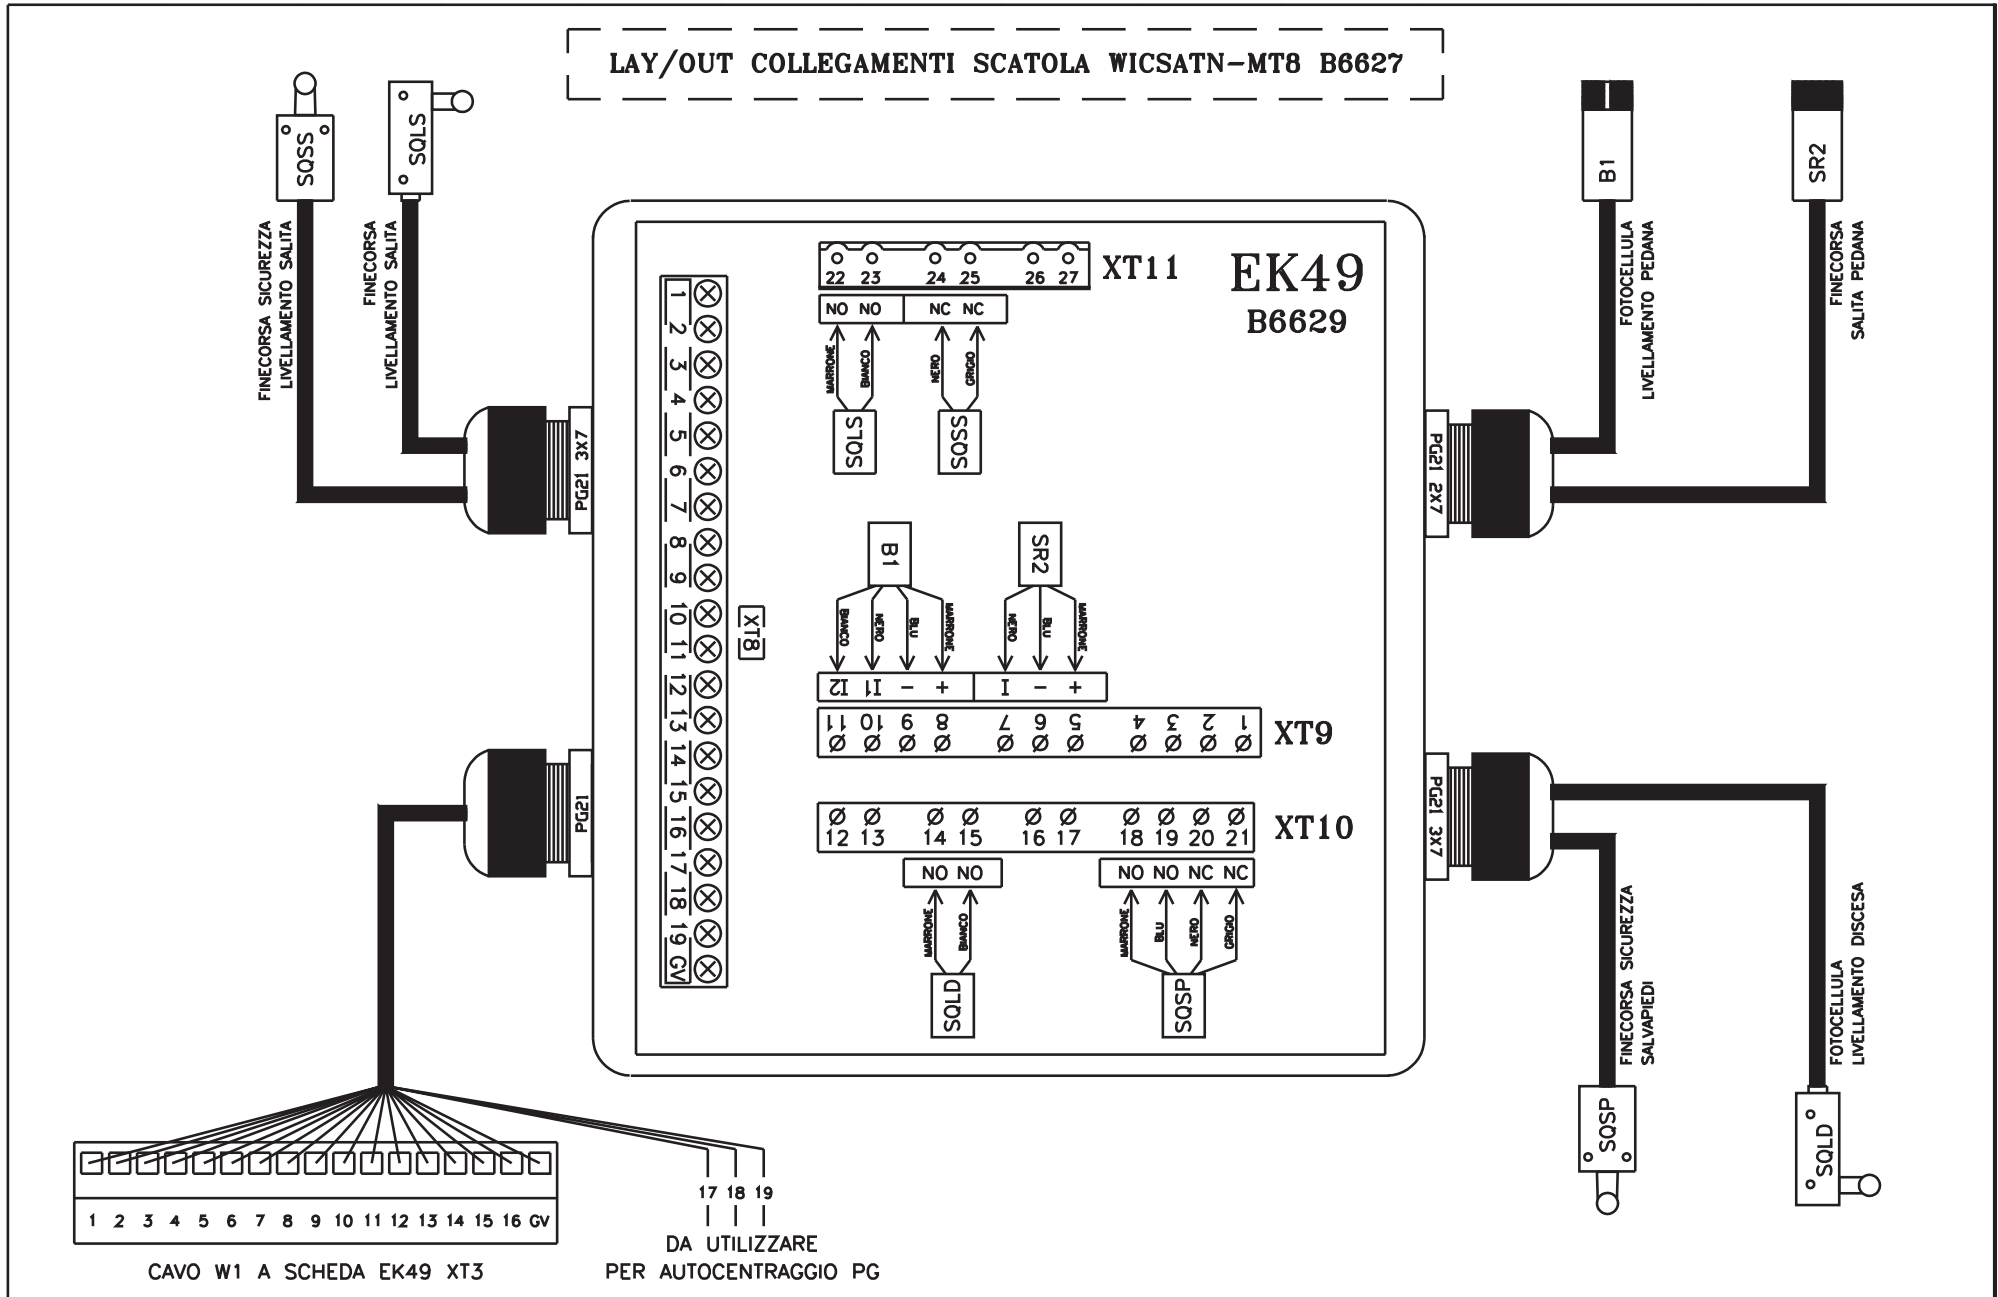 LAY/OUT COLLEGAMENTI SCATOLA WICSATN-MT8 B6627
SQSS
SQLS
FINECORSA SICUREZZA
LIVELLAMENTO SALITA
FINECORSA
LIVELLAMENTO SALITA
B1
SR2
FOTOCELLULA
LIVELLAMENTO PEDANA
FINECORSA
SALITA PEDANA
PG21 3x7
PG21 2x7
PG21
PG21 3x7
EK49
B6629
22 23 24 25 26 27
XT11
NO NO NC NC
MARRONE
BIANCO
NERO
GRIGIO
SQLS
SQSS
1
2
3
4
5
6
7
8
9
10
11
12
13
14
15
16
17
18
19
GV
XT8
B1
SR2
BIANCO
NERO
BLU
MARRONE
NERO
BLU
MARRONE
I2 I1 - + I - +
11 10 9 8 7 6 5 4 3 2 1
XT9
12 13 14 15 16 17 18 19 20 21
XT10
NO NO
NO NO NC NC
MARRONE
BIANCO
MARRONE
BLU
NERO
GRIGIO
SQLD
SQSP
FINECORSA SICUREZZA
SALVAPIEDI
FOTOCELLULA
LIVELLAMENTO DISCESA
SQSP
SQLD
1 2 3 4 5 6 7 8 9 10 11 12 13 14 15 16 GV
CAVO W1 A SCHEDA EK49 XT3
17 18 19
DA UTILIZZARE
PER AUTOCENTRAGGIO PG